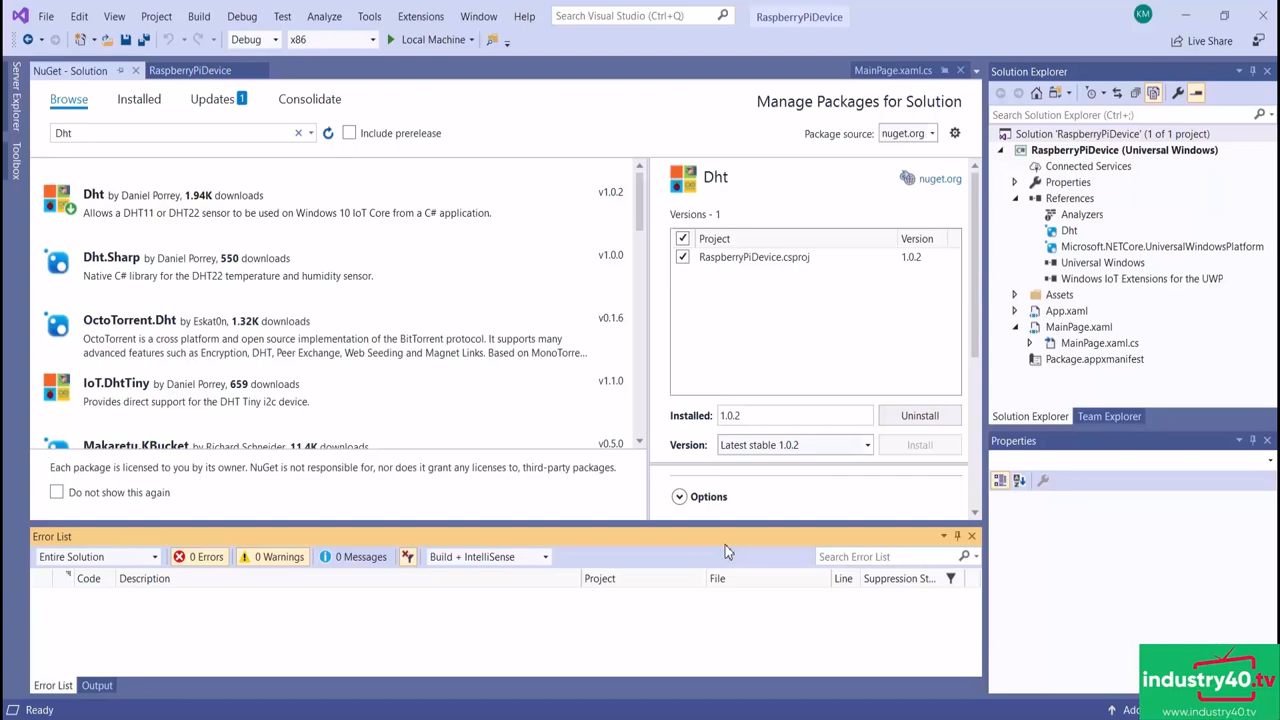 File Edit View Project Build Debug Test Analyze Tools Extensions Window Help Search Visual Studio (Ctrl+Q) RaspberryPiDevice KM
Debug x86 Local Machine Live Share
Server Explorer
Toolbox
NuGet - Solution RaspberryPiDevice MainPage.xaml.cs
Browse Installed Updates 1 Consolidate Manage Packages for Solution
Dht Include prerelease Package source: nuget.org
Dht by Daniel Porrey, 1.94K downloads v1.0.2
Allows a DHT11 or DHT22 sensor to be used on Windows 10 IoT Core from a C# application.
Dht.Sharp by Daniel Porrey, 550 downloads v1.0.0
Native C# library for the DHT22 temperature and humidity sensor.
OctoTorrent.Dht by Eskat0n, 1.32K downloads v0.1.6
OctoTorrent is a cross platform and open source implementation of the BitTorrent protocol. It supports many
advanced features such as Encryption, DHT, Peer Exchange, Web Seeding and Magnet Links. Based on MonoTorre...
IoT.DhtTiny by Daniel Porrey, 659 downloads v1.1.0
Provides direct support for the DHT Tiny i2c device.
Makaretu.KBucket by Richard Schneider, 11.4K downloads v0.5.0
Each package is licensed to you by its owner. NuGet is not responsible for, nor does it grant any licenses to, third-party packages.
Do not show this again
Dht nuget.org
Versions - 1
Project Version
RaspberryPiDevice.csproj 1.0.2
Installed: 1.0.2 Uninstall
Version: Latest stable 1.0.2 Install
Options
Error List
Entire Solution 0 Errors 0 Warnings 0 Messages Build + IntelliSense Search Error List
Code Description Project File Line Suppression St...
Error List Output
Solution Explorer
Search Solution Explorer (Ctrl+;)
Solution 'RaspberryPiDevice' (1 of 1 project)
RaspberryPiDevice (Universal Windows)
Connected Services
Properties
References
Analyzers
Dht
Microsoft.NETCore.UniversalWindowsPlatform
Universal Windows
Windows IoT Extensions for the UWP
Assets
App.xaml
MainPage.xaml
MainPage.xaml.cs
Package.appxmanifest
Solution Explorer Team Explorer
Properties
Ready
industry40.tv
www.industry40.tv